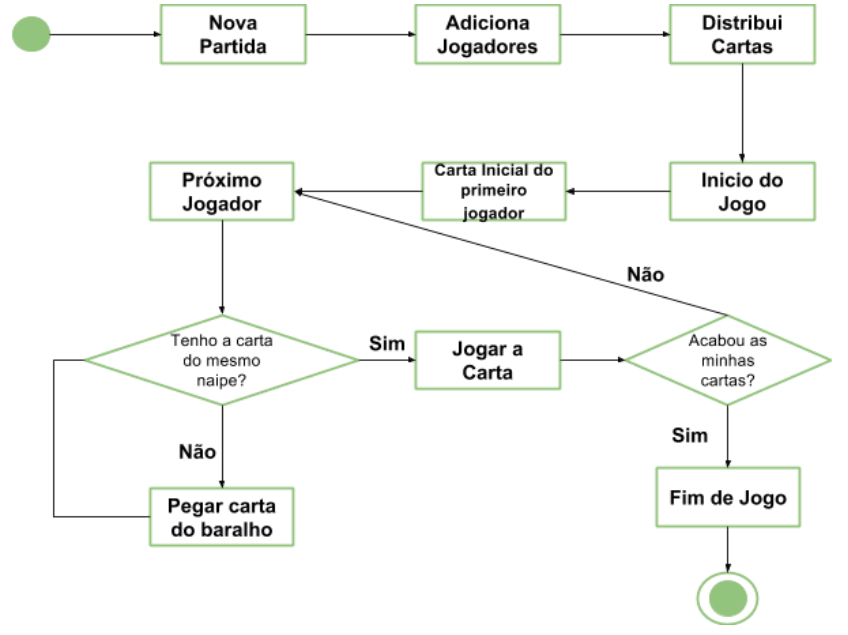 Nova
Partida
Adiciona
Jogadores
Distribui
Cartas
Próximo
Jogador
Carta Inicial do
primeiro
jogador
Inicio do
Jogo
Não
Tenho a carta
do mesmo
naipe?
Sim
Jogar a
Carta
Acabou as
minhas
cartas?
Não
Sim
Pegar carta
do baralho
Fim de Jogo